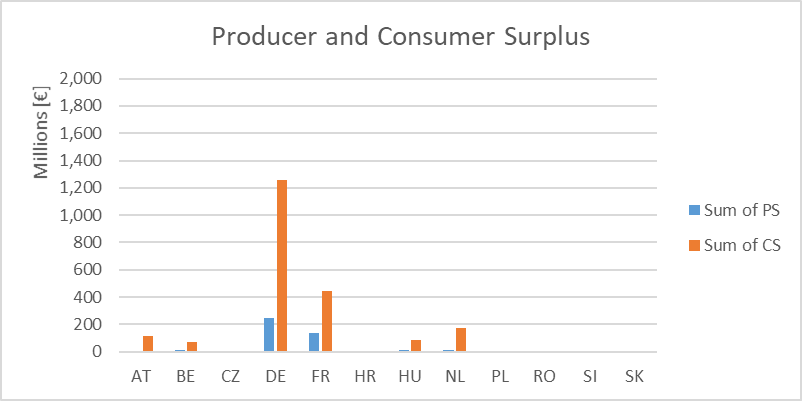 Producer and Consumer Surplus
Millions [€]
2,000
1,800
1,600
1,400
1,200
1,000
800
600
400
200
0
AT BE CZ DE FR HR HU NL PL RO SI SK
Sum of PS
Sum of CS